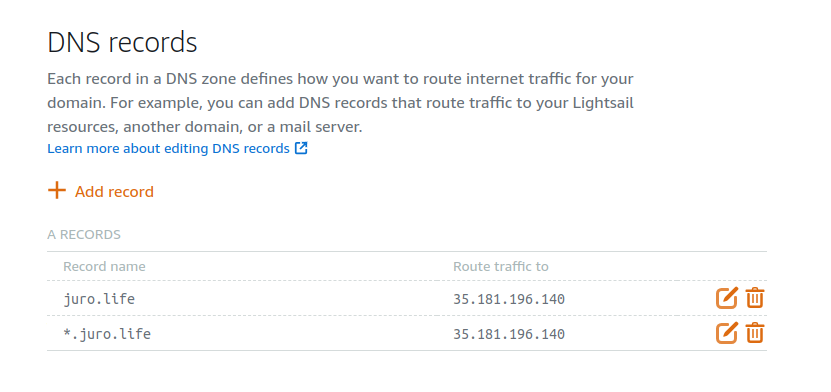 DNS records
Each record in a DNS zone defines how you want to route internet traffic for your
domain. For example, you can add DNS records that route traffic to your Lightsail
resources, another domain, or a mail server.
Learn more about editing DNS records
Add record
A RECORDS
Record name Route traffic to
juro.life 35.181.196.140
*.juro.life 35.181.196.140